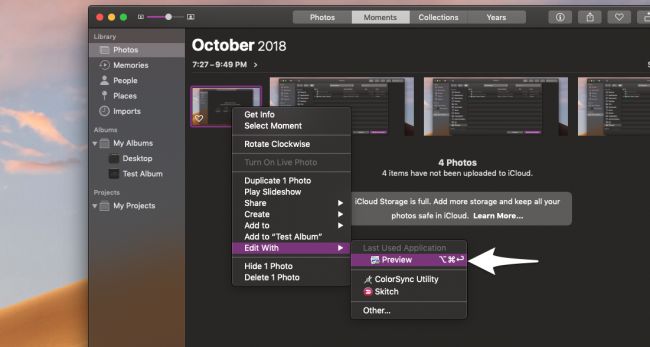 Photos
Moments
Collections
Years
Library
Photos
Memories
People
Places
Imports
Albums
My Albums
Desktop
Test Album
Projects
My Projects
October 2018
7:27 – 9:49 PM
Get Info
Select Moment
Rotate Clockwise
Turn On Live Photo
Duplicate 1 Photo
Play Slideshow
Share
Create
Add to
Add to “Test Album”
Edit With
Hide 1 Photo
Delete 1 Photo
4 Photos
4 items have not been uploaded to iCloud.
iCloud Storage is full. Add more storage and keep all your
photos safe in iCloud. Learn More...
Last Used Application
Preview ⌥⌘↩
ColorSync Utility
Skitch
Other...